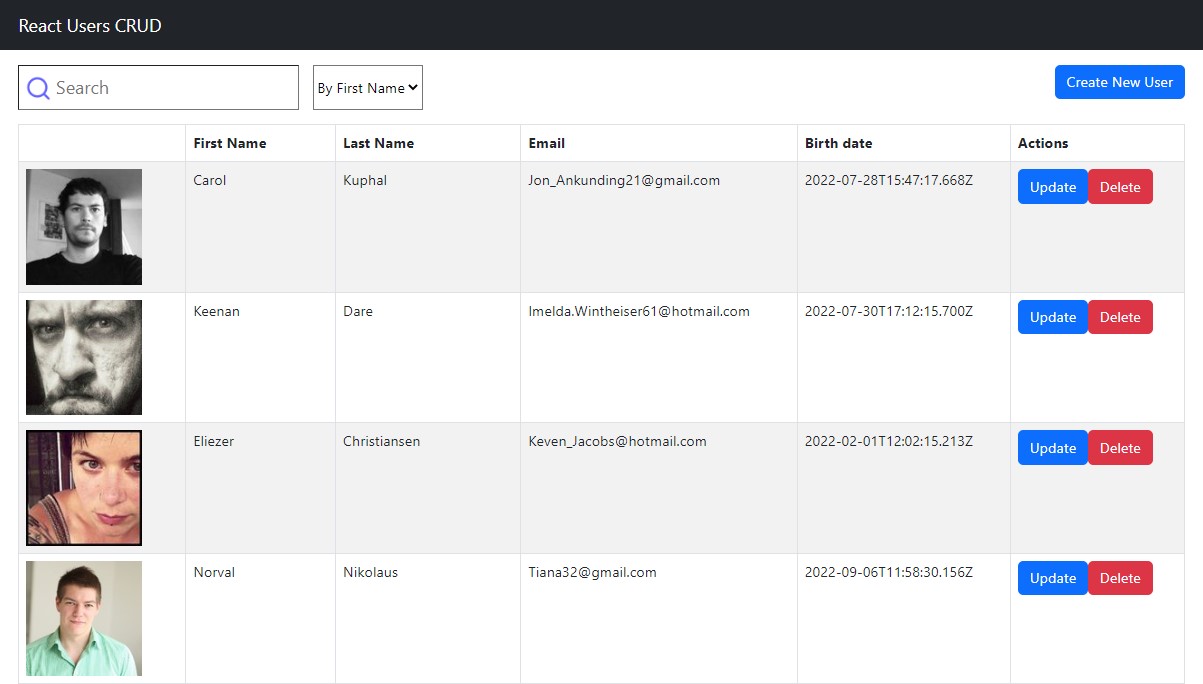 React Users CRUD
Search By First Name Create New User
First Name Last Name Email Birth date Actions
Carol Kuphal Jon_Ankunding21@gmail.com 2022-07-28T15:47:17.668Z Update Delete
Keenan Dare Imelda.Wintheiser61@hotmail.com 2022-07-30T17:12:15.700Z Update Delete
Eliezer Christiansen Keven_Jacobs@hotmail.com 2022-02-01T12:02:15.213Z Update Delete
Norval Nikolaus Tiana32@gmail.com 2022-09-06T11:58:30.156Z Update Delete